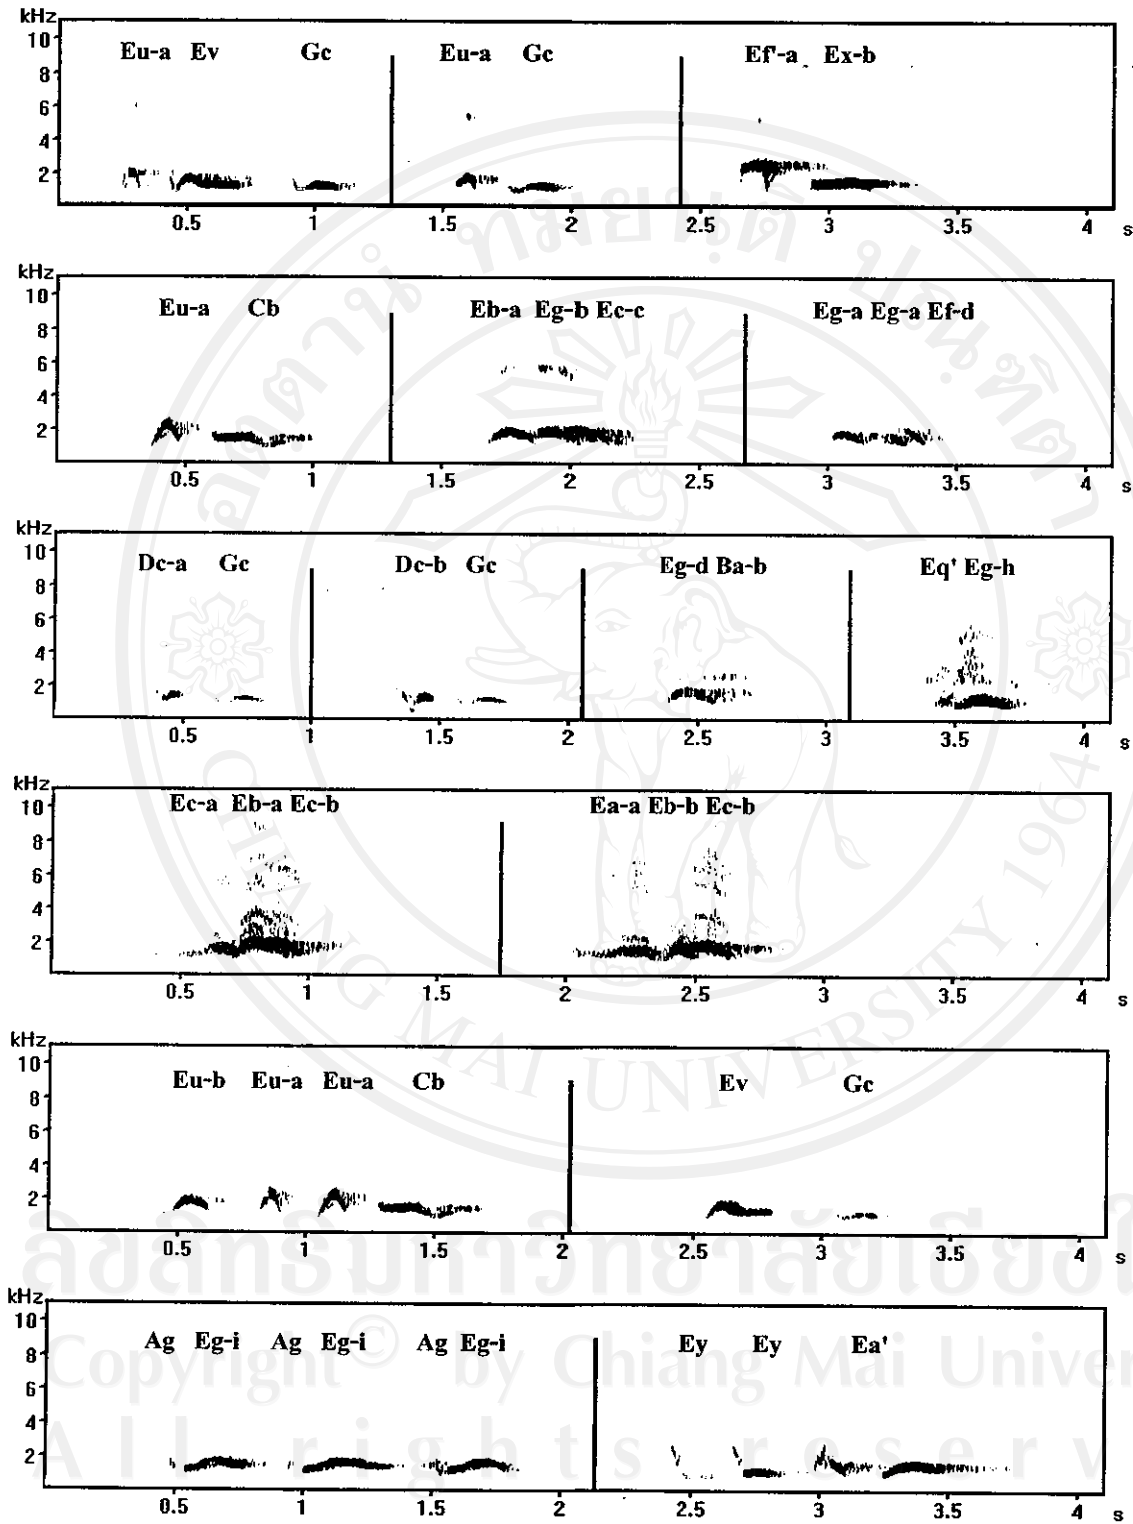 kHz
10 Eu-a Ev Gc Eu-a Gc Ef'-a Ex-b
8
6
4
2
0.5 1 1.5 2 2.5 3 3.5 4 s
kHz
10 Eu-a Cb Eb-a Eg-b Ec-c Eg-a Eg-a Ef-d
8
6
4
2
0.5 1 1.5 2 2.5 3 3.5 4 s
kHz
10 Dc-a Gc Dc-b Gc Eg-d Ba-b Eq' Eg-h
8
6
4
2
0.5 1 1.5 2 2.5 3 3.5 4 s
kHz
10 Ec-a Eb-a Ec-b Ea-a Eb-b Ec-b
8
6
4
2
0.5 1 1.5 2 2.5 3 3.5 4 s
kHz
10 Eu-b Eu-a Eu-a Cb Ev Gc
8
6
4
2
0.5 1 1.5 2 2.5 3 3.5 4 s
kHz
10 Ag Eg-i Ag Eg-i Ag Eg-i Ey Ey Ea'
8
6
4
2
0.5 1 1.5 2 2.5 3 3.5 4 s
CHIANG MAI UNIVERSITY 1964
Copyright © by Chiang Mai
All rights